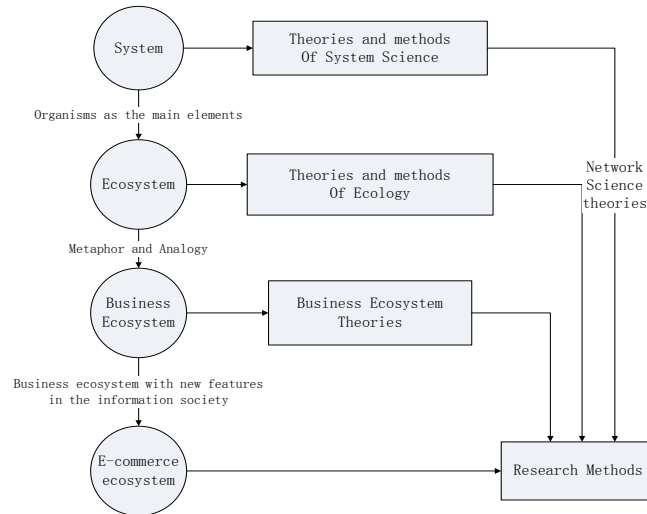 System
Theories and methods
Of System Science
Organisms as the main elements
Ecosystem
Theories and methods
Of Ecology
Network
Science
theories
Metaphor and Analogy
Business
Ecosystem
Business Ecosystem
Theories
Business ecosystem with new features
in the information society
E-commerce
ecosystem
Research Methods